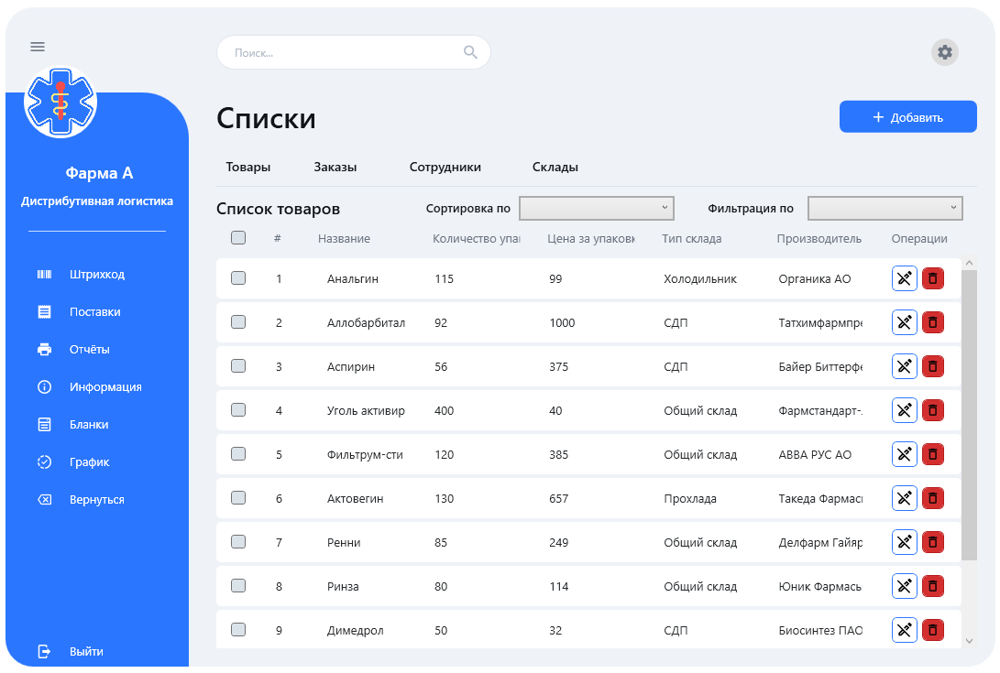 Поиск...
Списки
Добавить
Фарма А
Дистрибутивная логистика
Штрихкод
Поставки
Отчёты
Информация
Бланки
График
Вернуться
Выйти
Товары Заказы Сотрудники Склады
Список товаров Сортировка по Фильтрация по
# Название Количество упа Цена за упаковк Тип склада Производитель Операции
1 Анальгин 115 99 Холодильник Органика АО
2 Аллобарбитал 92 1000 СДП Татхимфармпре
3 Аспирин 56 375 СДП Байер Биттерфе
4 Уголь активир 400 40 Общий склад Фармстандарт-
5 Фильтрум-сти 120 385 Общий склад АВВА РУС АО
6 Актовегин 130 657 Прохлада Такеда Фармас
7 Ренни 85 249 Общий склад Делфарм Гайяр
8 Ринза 80 114 Общий склад Юник Фармась
9 Димедрол 50 32 СДП Биосинтез ПАО